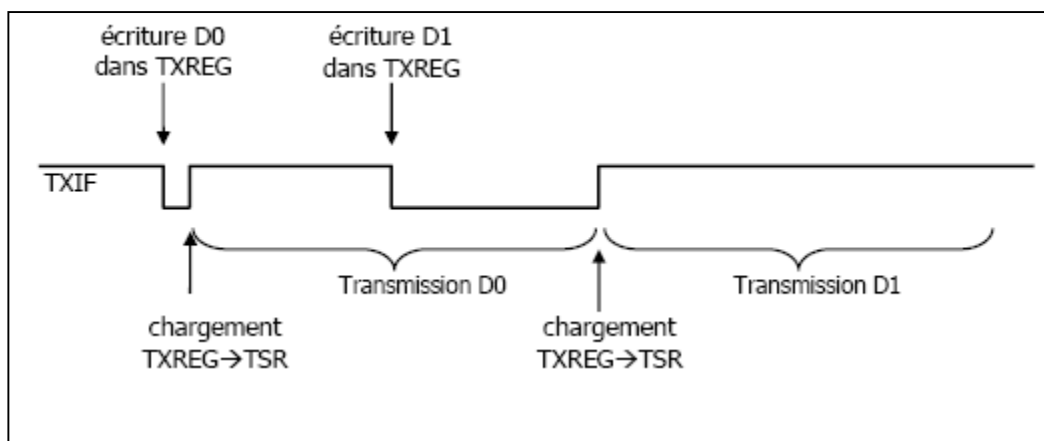 écriture D0
dans TXREG
écriture D1
dans TXREG
TXIF
Transmission D0
Transmission D1
chargement
TXREG→TSR
chargement
TXREG→TSR